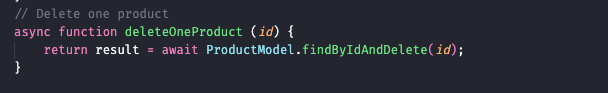 // Delete one product
async function deleteOneProduct (id) {
    return result = await ProductModel.findByIdAndDelete(id);
}